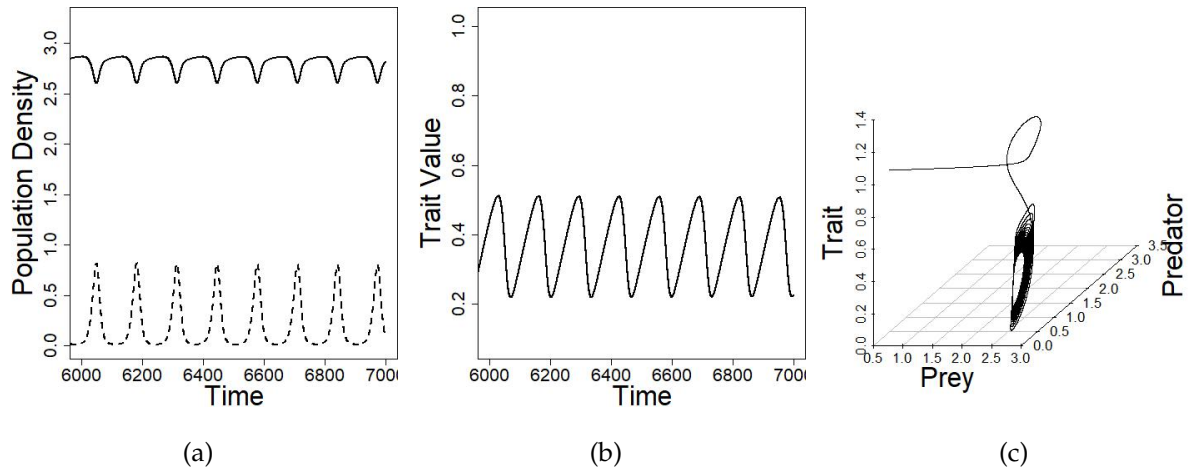 Population Density
0.0 0.5 1.0 1.5 2.0 2.5 3.0
6000 6200 6400 6600 6800 7000
Time
(a)
Trait Value
0.2 0.4 0.6 0.8 1.0
6000 6200 6400 6600 6800 7000
Time
(b)
Trait
0.0 0.2 0.4 0.6 0.8 1.0 1.2 1.4
0.5 1.0 1.5 2.0 2.5 3.0
Prey
0.0 0.5 1.0 1.5 2.0 2.5 3.0 3.5
Predator
(c)